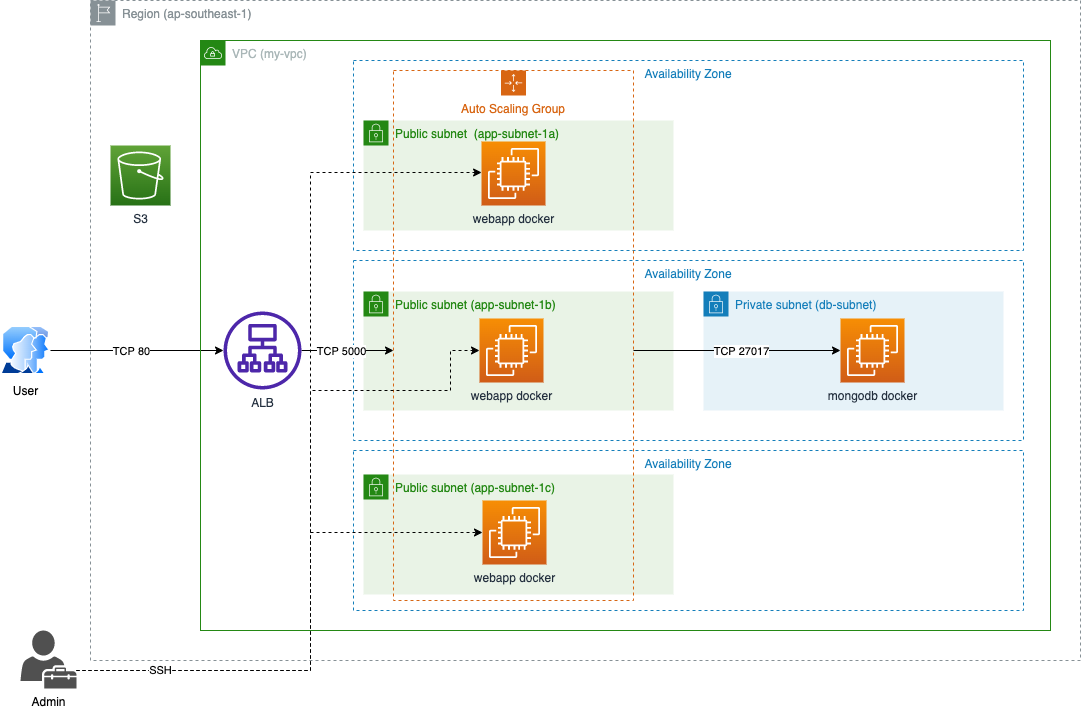 Region (ap-southeast-1)
VPC (my-vpc)
Availability Zone
Auto Scaling Group
Public subnet (app-subnet-1a)
webapp docker
S3
Availability Zone
Public subnet (app-subnet-1b)
Private subnet (db-subnet)
TCP 80
TCP 5000
TCP 27017
User
ALB
webapp docker
mongodb docker
Availability Zone
Public subnet (app-subnet-1c)
webapp docker
SSH
Admin